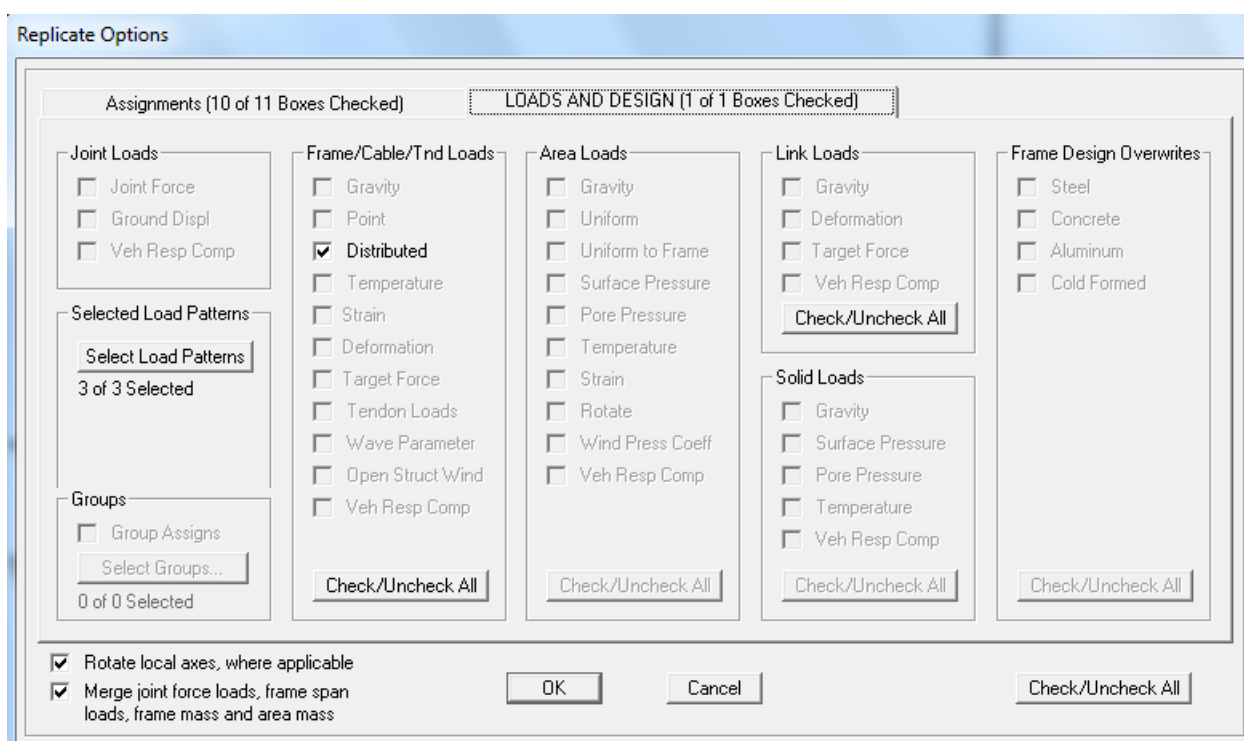 Replicate Options
Assignments (10 of 11 Boxes Checked)
LOADS AND DESIGN (1 of 1 Boxes Checked)
Joint Loads
Joint Force
Ground Displ
Veh Resp Comp
Selected Load Patterns
Select Load Patterns
3 of 3 Selected
Groups
Group Assigns
Select Groups...
0 of 0 Selected
Frame/Cable/Tnd Loads
Gravity
Point
Distributed
Temperature
Strain
Deformation
Target Force
Tendon Loads
Wave Parameter
Open Struct Wind
Veh Resp Comp
Check/Uncheck All
Area Loads
Gravity
Uniform
Uniform to Frame
Surface Pressure
Pore Pressure
Temperature
Strain
Rotate
Wind Press Coeff
Veh Resp Comp
Check/Uncheck All
Link Loads
Gravity
Deformation
Target Force
Veh Resp Comp
Check/Uncheck All
Solid Loads
Gravity
Surface Pressure
Pore Pressure
Temperature
Veh Resp Comp
Check/Uncheck All
Frame Design Overwrites
Steel
Concrete
Aluminum
Cold Formed
Check/Uncheck All
Rotate local axes, where applicable
Merge joint force loads, frame span
loads, frame mass and area mass
OK
Cancel
Check/Uncheck All